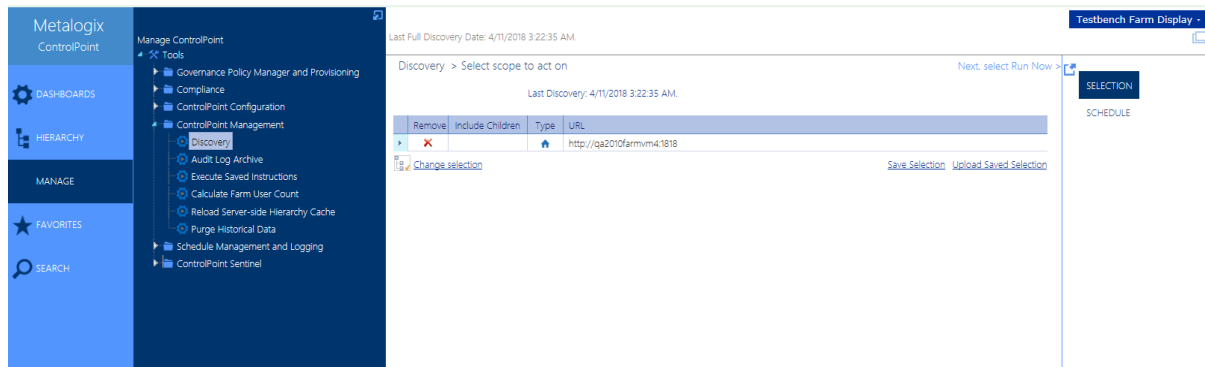 Metalogix
ControlPoint
DASHBOARDS
HIERARCHY
MANAGE
FAVORITES
SEARCH
Manage ControlPoint
Tools
Governance Policy Manager and Provisioning
Compliance
ControlPoint Configuration
ControlPoint Management
Discovery
Audit Log Archive
Execute Saved Instructions
Calculate Farm User Count
Reload Server-side Hierarchy Cache
Purge Historical Data
Schedule Management and Logging
ControlPoint Sentinel
Testbench Farm Display
Last Full Discovery Date: 4/11/2018 3:22:35 AM.
Discovery > Select scope to act on
Next, select Run Now >
Last Discovery: 4/11/2018 3:22:35 AM.
Remove Include Children Type URL
http://qa2010farmvm4:1818
Change selection
Save Selection Upload Saved Selection
SELECTION
SCHEDULE